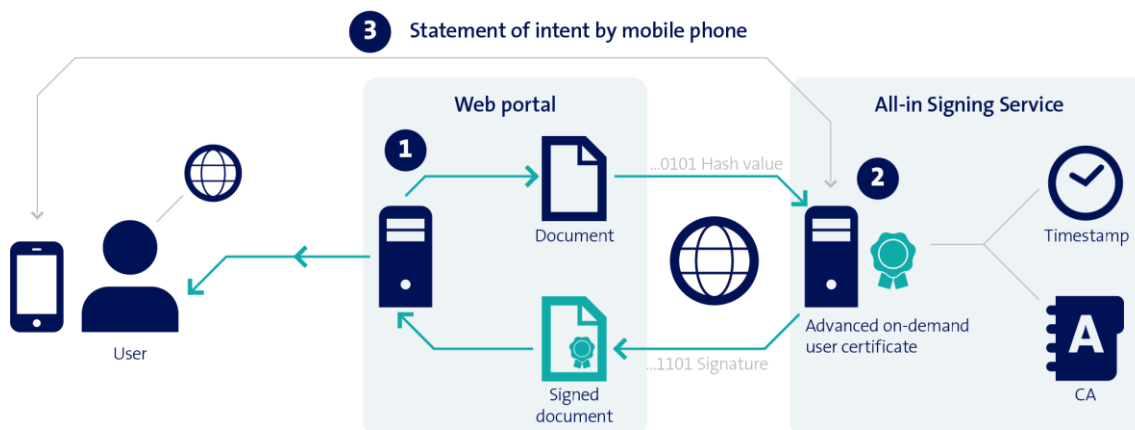 3 Statement of intent by mobile phone
Web portal
All-in Signing Service
1
...0101 Hash value
2
Document
Timestamp
User
Advanced on-demand
user certificate
...1101 Signature
A
Signed
document
CA